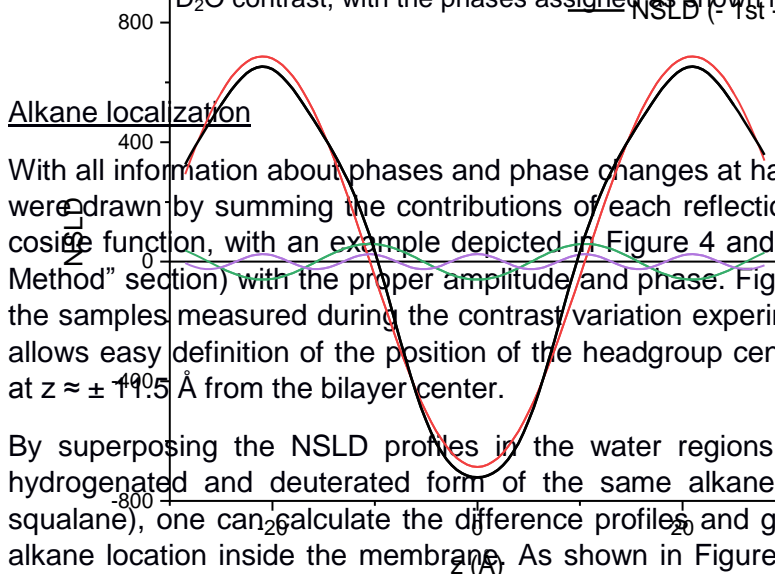 D₂O contrast, with the phases assigned as shown
NSLD (- 1st -
800
Alkane localization
400
With all information about phases and phase changes at ha
were drawn by summing the contributions of each reflectio
NSLD
cosine function, with an example depicted in Figure 4 and
0
Method” section) with the proper amplitude and phase. Fig
the samples measured during the contrast variation experi
allows easy definition of the position of the headgroup cen
-400
at z ≈ ± 11.5 Å from the bilayer center.
By superposing the NSLD profiles in the water regions
hydrogenated and deuterated form of the same alkane
-800
squalane), one can calculate the difference profiles and g
-20 0 20
alkane location inside the membrane. As shown in Figure
z (Å)